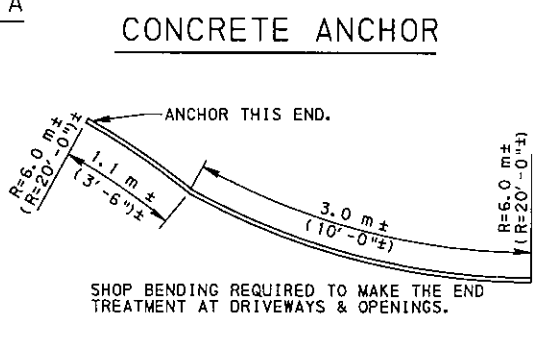 A
CONCRETE ANCHOR
ANCHOR THIS END.
R=6.0 m±
(R=20'-0")±
1.1 m ±
(3'-6")±
3.0 m ±
(10'-0"±)
R=6.0 m±
(R=20'-0"±)
SHOP BENDING REQUIRED TO MAKE THE END
TREATMENT AT DRIVEWAYS & OPENINGS.